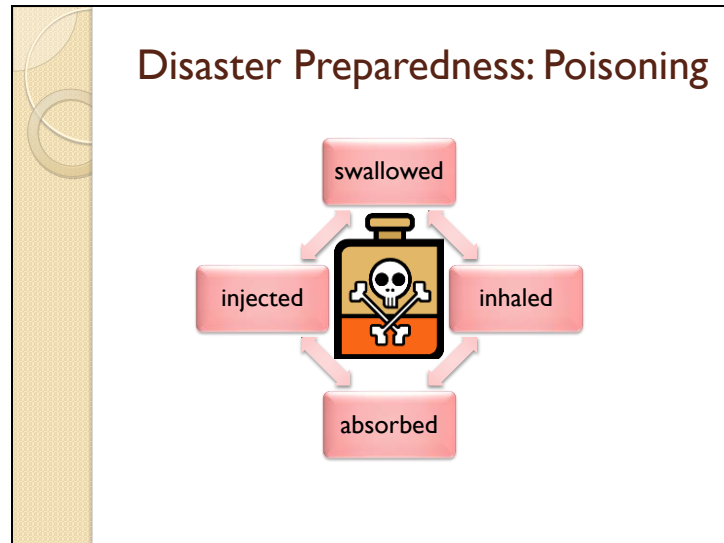 Disaster Preparedness: Poisoning
swallowed
injected
inhaled
absorbed